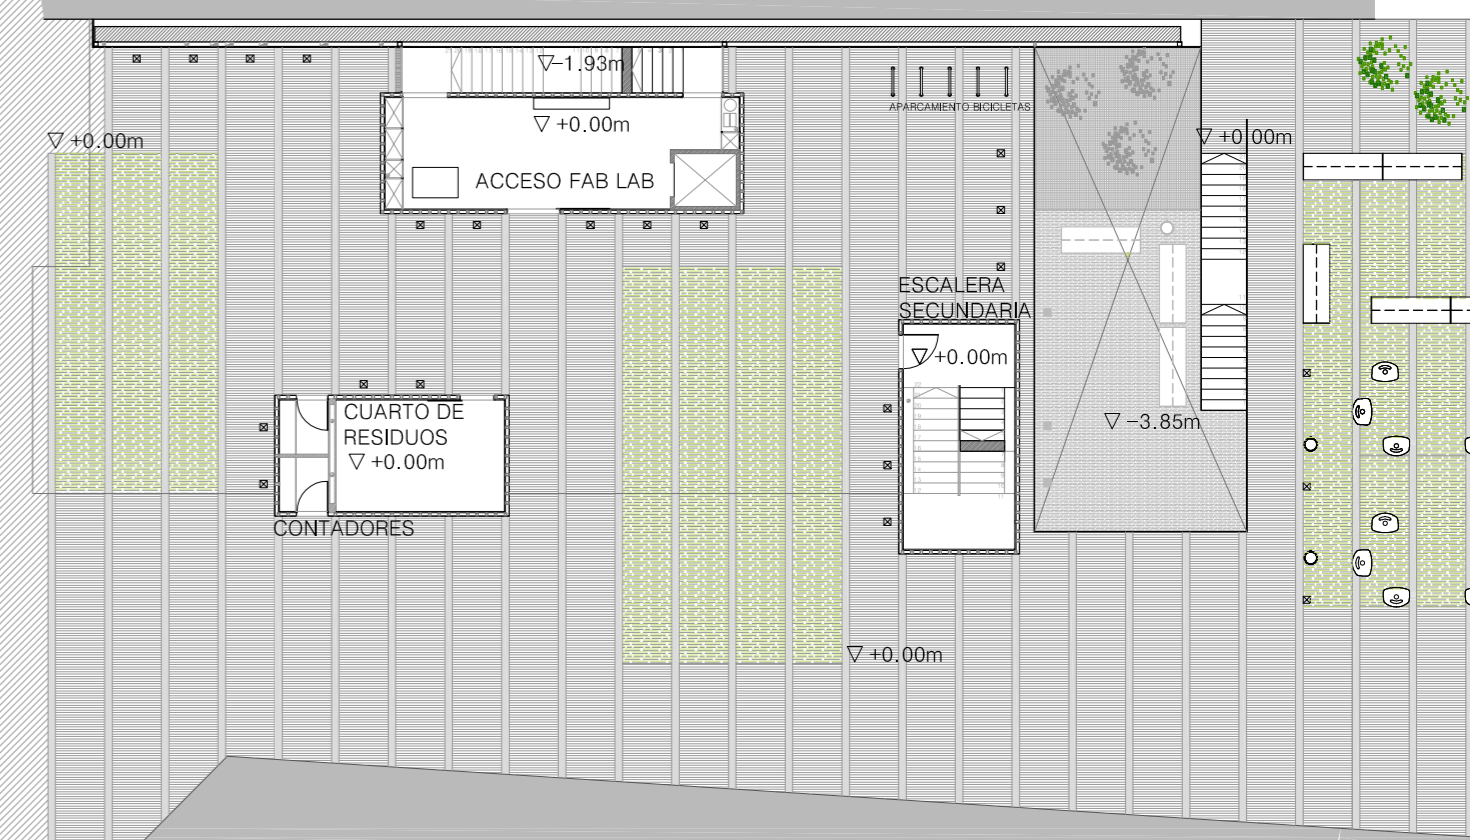 ▽-1.93m
APARCAMIENTO BICICLETAS
▽ +0.00m
▽ +0.00m
▽ +0.00m
ACCESO FAB LAB
ESCALERA
SECUNDARIA
▽ +0.00m
CUARTO DE
RESIDUOS
▽ +0.00m
▽ -3.85m
CONTADORES
▽ +0.00m